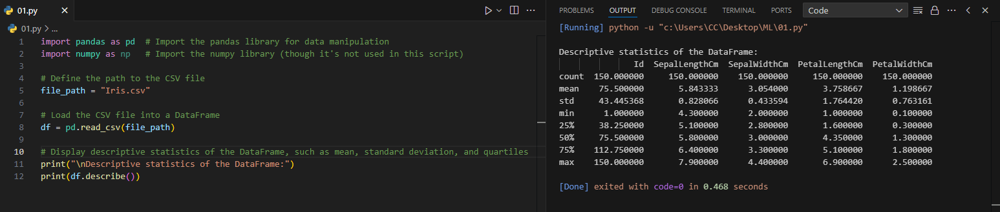 01.py
01.py > ...
1 import pandas as pd  # Import the pandas library for data manipulation
2 import numpy as np   # Import the numpy library (though it's not used in this script)
3
4 # Define the path to the CSV file
5 file_path = "Iris.csv"
6
7 # Load the CSV file into a DataFrame
8 df = pd.read_csv(file_path)
9
10 # Display descriptive statistics of the DataFrame, such as mean, standard deviation, and quartiles
11 print("\nDescriptive statistics of the DataFrame:")
12 print(df.describe())
PROBLEMS OUTPUT DEBUG CONSOLE TERMINAL PORTS Code
[Running] python -u "c:\Users\CC\Desktop\ML\01.py"
Descriptive statistics of the DataFrame:
               Id  SepalLengthCm  SepalWidthCm  PetalLengthCm  PetalWidthCm
count  150.000000     150.000000    150.000000     150.000000    150.000000
mean    75.500000       5.843333      3.054000       3.758667      1.198667
std     43.445368       0.828066      0.433594       1.764420      0.763161
min      1.000000       4.300000      2.000000       1.000000      0.100000
25%     38.250000       5.100000      2.800000       1.600000      0.300000
50%     75.500000       5.800000      3.000000       4.350000      1.300000
75%    112.750000       6.400000      3.300000       5.100000      1.800000
max    150.000000       7.900000      4.400000       6.900000      2.500000
[Done] exited with code=0 in 0.468 seconds